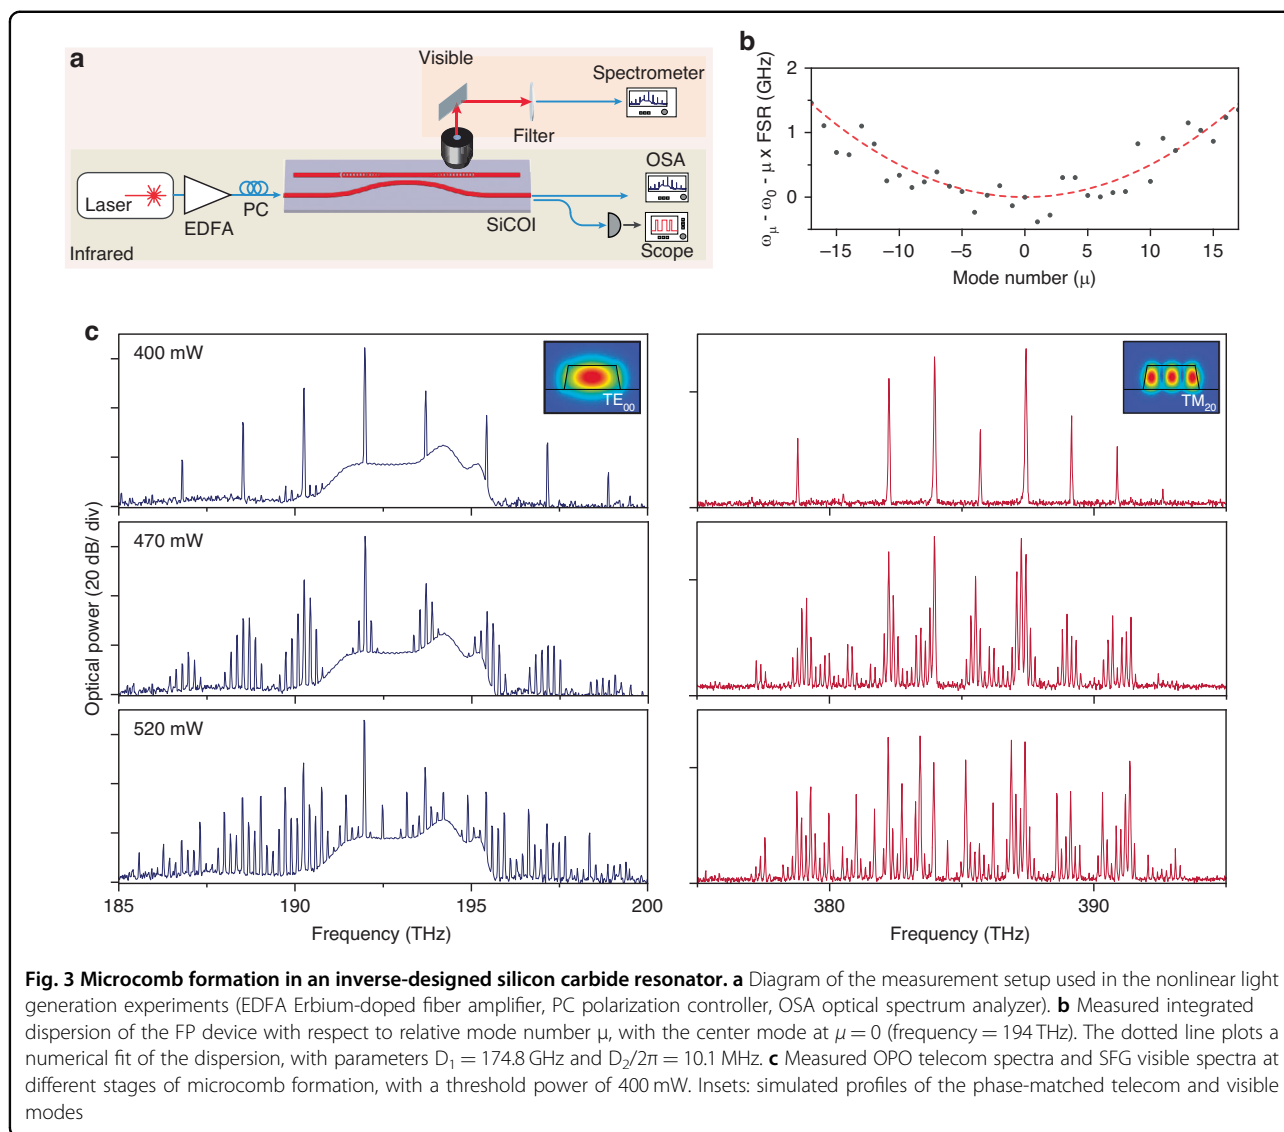 a
Visible
Spectrometer
Filter
Laser
EDFA
PC
OSA
SiCOI
Scope
Infrared
b
2
1
0
ω_μ - ω_0 - μ x FSR (GHz)
−15
−10
−5
0
5
10
15
Mode number (μ)
c
400 mW
TE_00
TM_20
470 mW
Optical power (20 dB/ div)
520 mW
185
190
195
200
380
390
Frequency (THz)
Frequency (THz)
Fig. 3 Microcomb formation in an inverse-designed silicon carbide resonator. a Diagram of the measurement setup used in the nonlinear light
generation experiments (EDFA Erbium-doped fiber amplifier, PC polarization controller, OSA optical spectrum analyzer). b Measured integrated
dispersion of the FP device with respect to relative mode number μ, with the center mode at μ = 0 (frequency = 194 THz). The dotted line plots a
numerical fit of the dispersion, with parameters D₁ = 174.8 GHz and D₂/2π = 10.1 MHz. c Measured OPO telecom spectra and SFG visible spectra at
different stages of microcomb formation, with a threshold power of 400 mW. Insets: simulated profiles of the phase-matched telecom and visible
modes